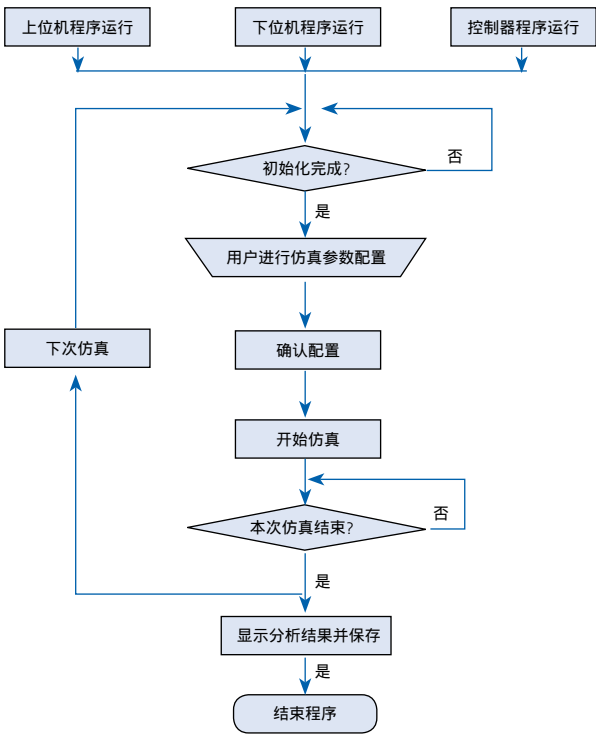 上位机程序运行
下位机程序运行
控制器程序运行
初始化完成?
否
是
用户进行仿真参数配置
下次仿真
确认配置
开始仿真
本次仿真结束?
否
是
显示分析结果并保存
是
结束程序